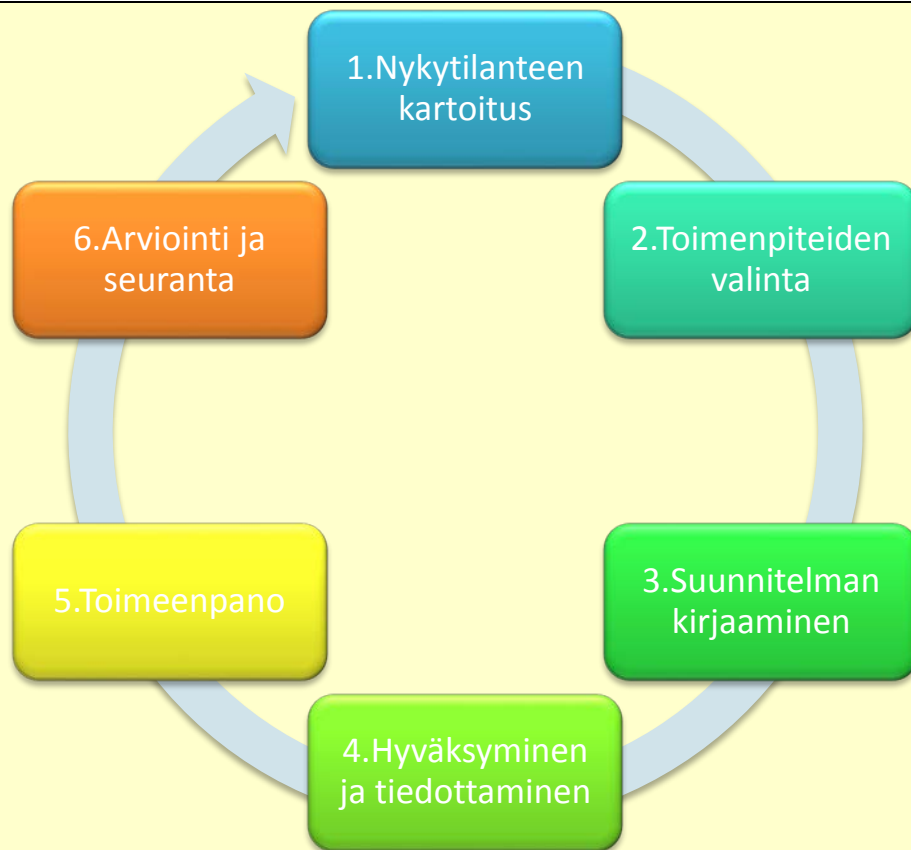 1.Nykytilanteen
kartoitus
2.Toimenpiteiden
valinta
3.Suunnitelman
kirjaaminen
4.Hyväksyminen
ja tiedottaminen
5.Toimeenpano
6.Arviointi ja
seuranta